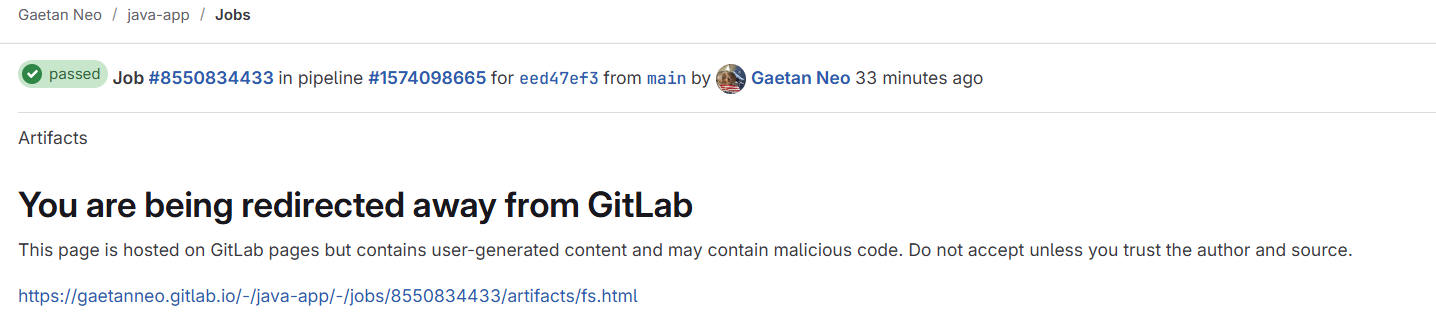 Gaetan Neo / java-app / Jobs
passed Job #8550834433 in pipeline #1574098665 for eed47ef3 from main by Gaetan Neo 33 minutes ago
Artifacts
You are being redirected away from GitLab
This page is hosted on GitLab pages but contains user-generated content and may contain malicious code. Do not accept unless you trust the author and source.
https://gaetanneo.gitlab.io/-/java-app/-/jobs/8550834433/artifacts/fs.html